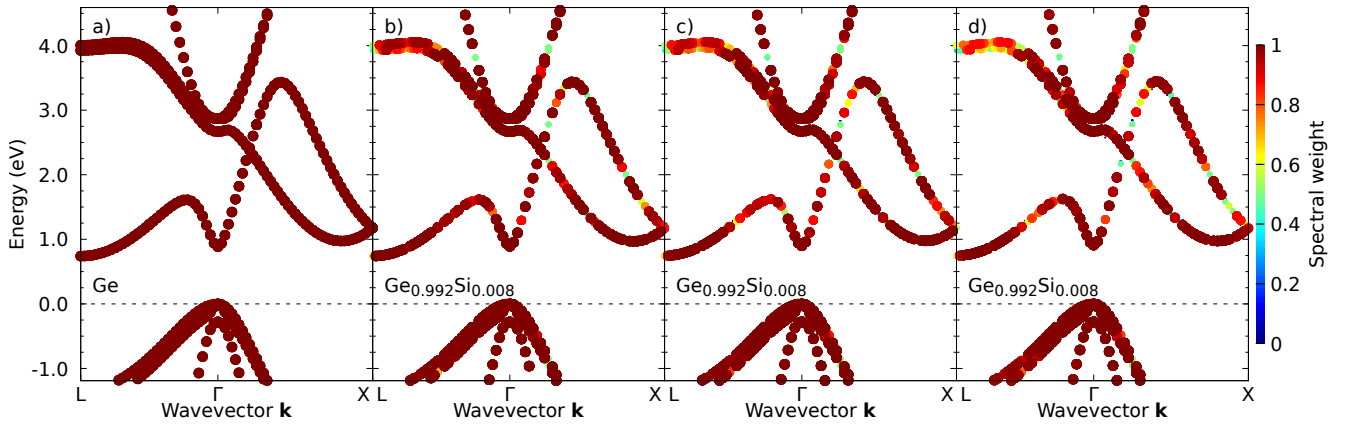 a) b) c) d)
4.0
3.0
2.0
1.0
0.0
-1.0
Energy (eV)
Ge Ge0.992Si0.008 Ge0.992Si0.008 Ge0.992Si0.008
L Γ X L Γ X L Γ X L Γ X
Wavevector k Wavevector k Wavevector k Wavevector k
1
0.8
0.6
0.4
0.2
0
Spectral weight